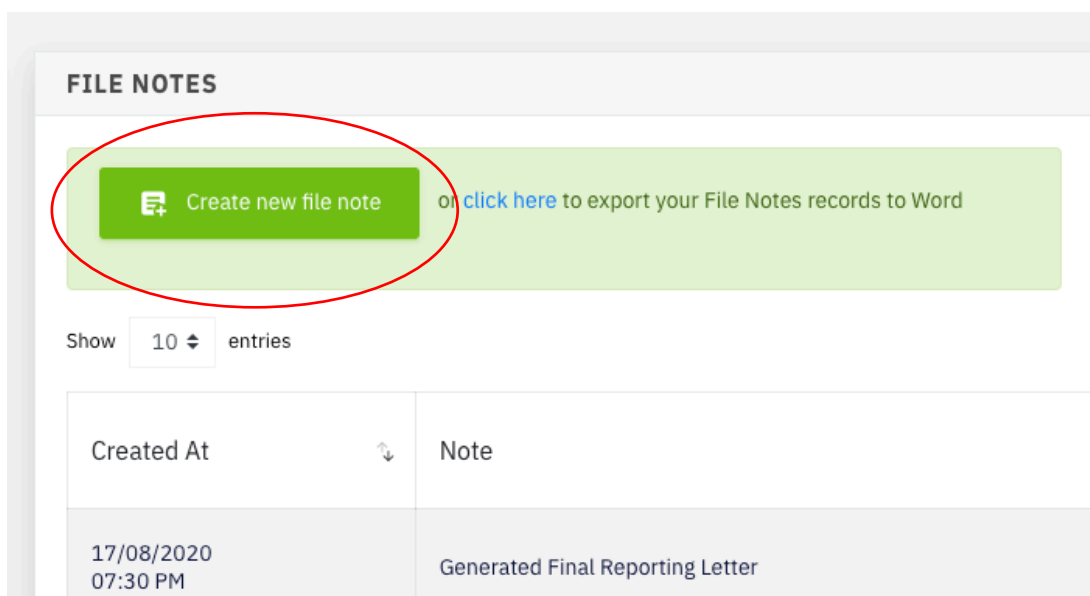 FILE NOTES
Create new file note or click here to export your File Notes records to Word
Show 10 entries
Created At Note
17/08/2020
07:30 PM
Generated Final Reporting Letter